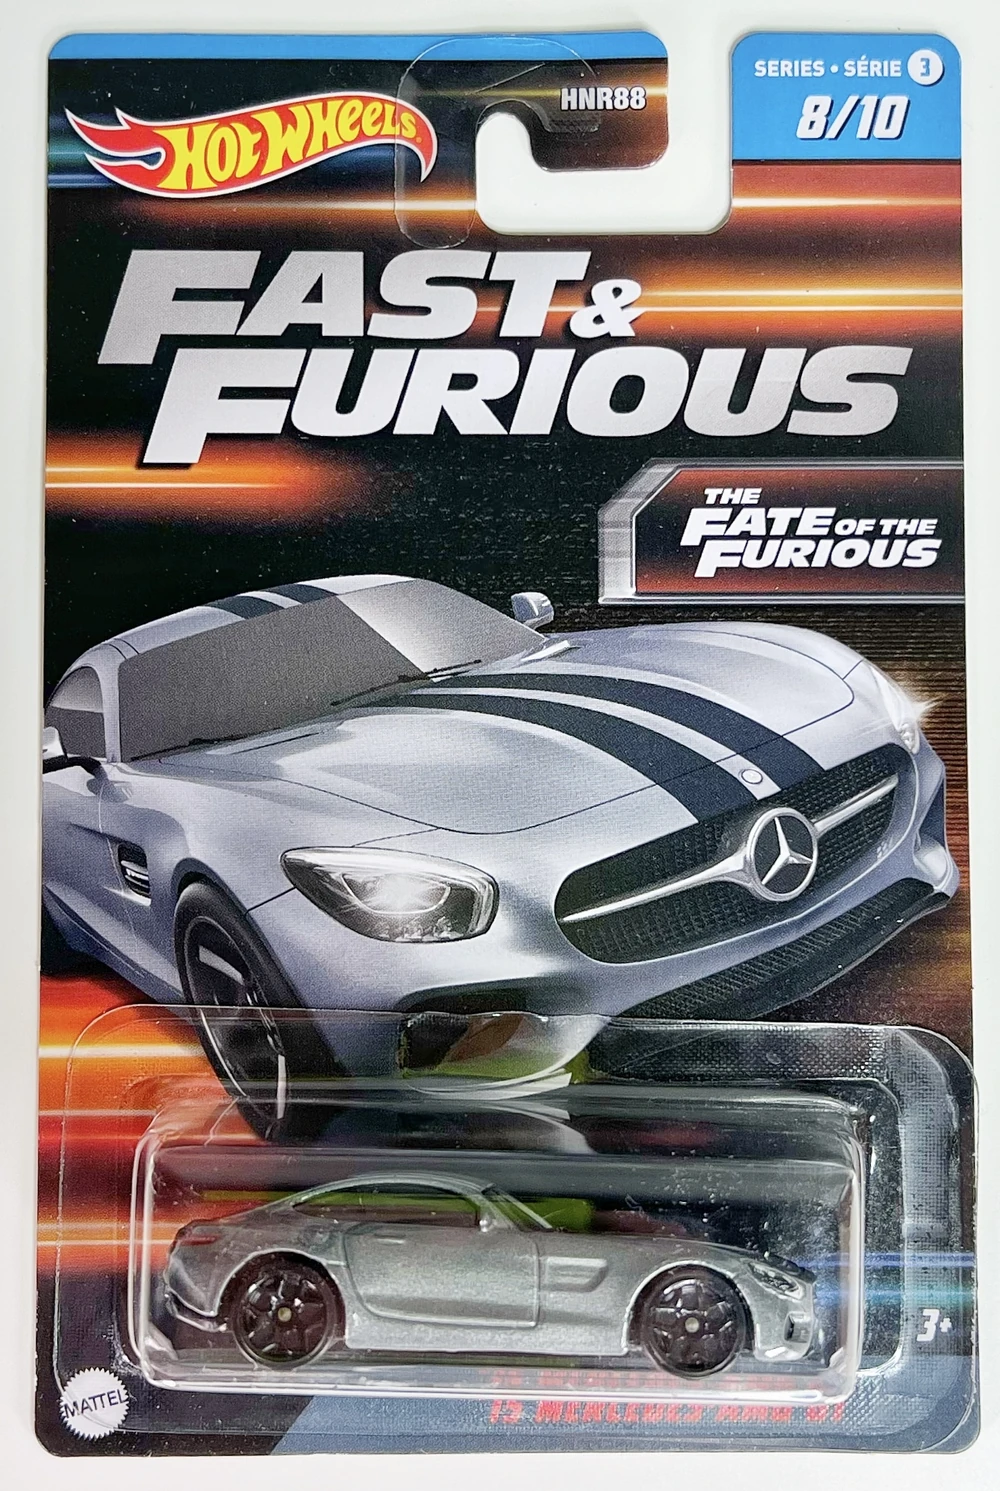 HNR88
SERIES • SÉRIE 3
8/10
HOT WHEELS
FAST &
FURIOUS
THE
FATE OF THE
FURIOUS
3+
MATTEL
'15 MERCEDES AMG GT